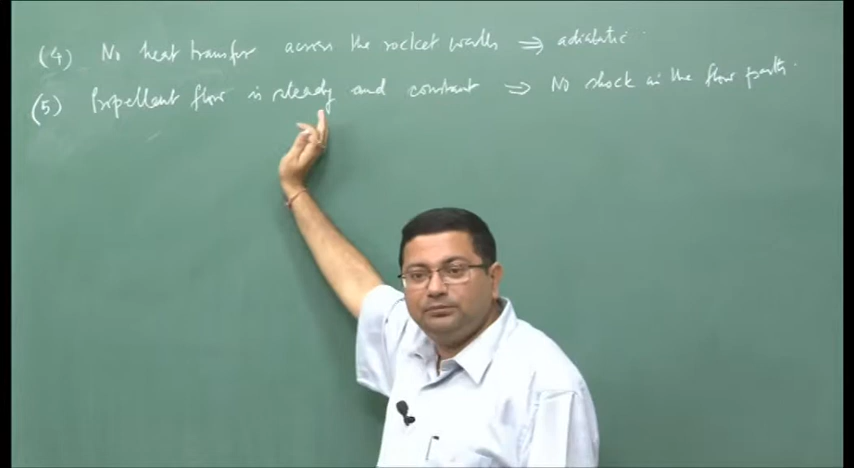 (4) No heat transfer across the rocket walls ⇒ adiabatic.
(5) Propellant flow is steady and constant ⇒ No shock in the flow path.